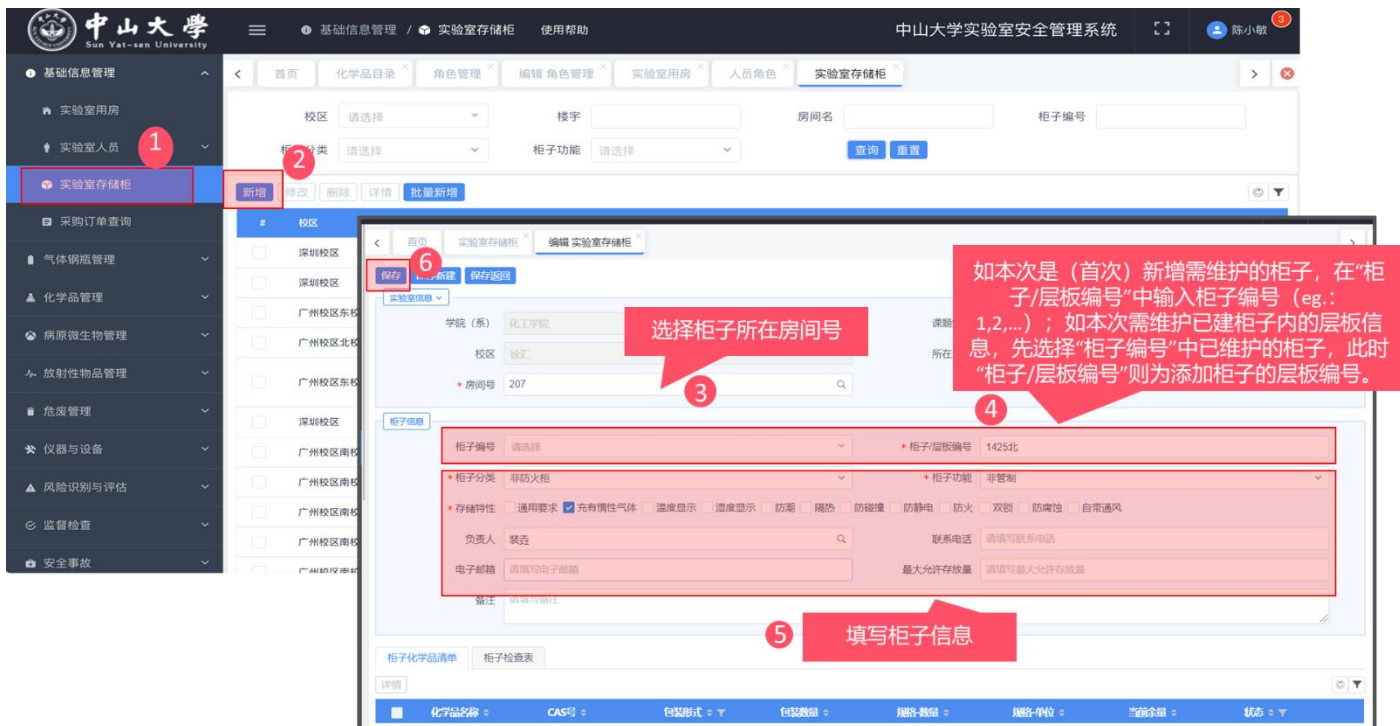 中山大學
Sun Yat-sen University
基础信息管理 / 实验室存储柜 使用帮助
中山大学实验室安全管理系统
陈小敏
3
基础信息管理
实验室用房
实验室人员
1
实验室存储柜
采购订单查询
气体钢瓶管理
化学品管理
病原微生物管理
放射性物品管理
危废管理
仪器与设备
风险识别与评估
监督检查
安全事故
首页 化学品目录 角色管理 编辑 角色管理 实验室用房 人员角色 实验室存储柜
校区 请选择 楼宇 房间名 柜子编号
分类 请选择 柜子功能 请选择 查询 重置
2
新增 修改 删除 详情 批量新增
# 校区
深圳校区
深圳校区
广州校区东校
广州校区北校
广州校区东校
深圳校区
广州校区南校
广州校区南校
广州校区南校
广州校区南校
广州校区南校
首页 实验室存储柜 编辑 实验室存储柜
6
保存 保存新建 保存返回
实验室信息
学院（系） 化工学院 课题
校区 徐汇 所在
* 房间号 207
选择柜子所在房间号
3
如本次是（首次）新增需维护的柜子，在“柜
子/层板编号”中输入柜子编号（eg.：
1,2,...）；如本次需维护已建柜子内的层板信
息，先选择“柜子编号”中已维护的柜子，此时
“柜子/层板编号”则为添加柜子的层板编号。
4
柜子信息
柜子编号 请选择 * 柜子/层板编号 1425北
* 柜子分类 非防火柜 * 柜子功能 非管制
* 存储特性 通用要求 充有惰性气体 温度显示 湿度显示 防潮 隔热 防碰撞 防静电 防火 双锁 防腐蚀 自带通风
负责人 裴垚 联系电话 请填写联系电话
电子邮箱 请填写电子邮箱 最大允许存放量 请填写最大允许存放量
备注 请填写备注
5
填写柜子信息
柜子化学品清单 柜子检查表
详情
化学品名称 CAS号 包装形式 包装数量 规格-数量 规格-单位 当前余量 状态